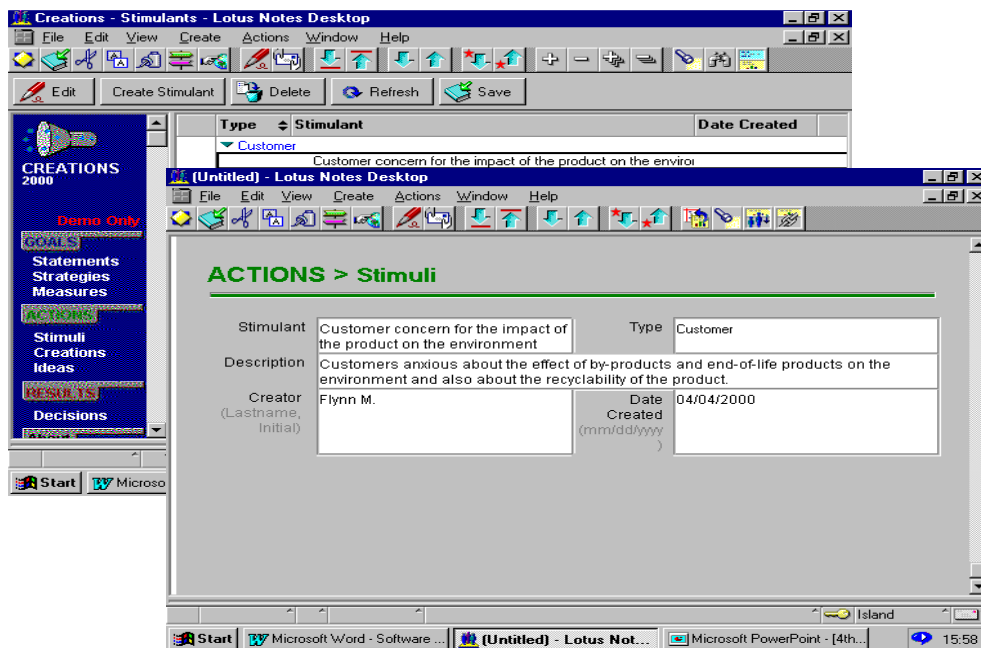 Creations - Stimulants - Lotus Notes Desktop
File Edit View Create Actions Window Help
Edit Create Stimulant Delete Refresh Save
Type Stimulant Date Created
Customer
Customer concern for the impact of the product on the enviror
CREATIONS
2000
Demo Only
GOALS
Statements
Strategies
Measures
ACTIONS
Stimuli
Creations
Ideas
RESULTS
Decisions
Start Microso
(Untitled) - Lotus Notes Desktop
File Edit View Create Actions Window Help
ACTIONS > Stimuli
Stimulant Customer concern for the impact of
the product on the environment
Type Customer
Description Customers anxious about the effect of by-products and end-of-life products on the
environment and also about the recyclability of the product.
Creator
(Lastname,
Initial)
Flynn M.
Date
Created
(mm/dd/yyyy
)
04/04/2000
Island
Start Microsoft Word - Software ... (Untitled) - Lotus Not... Microsoft PowerPoint - [4th... 15:58